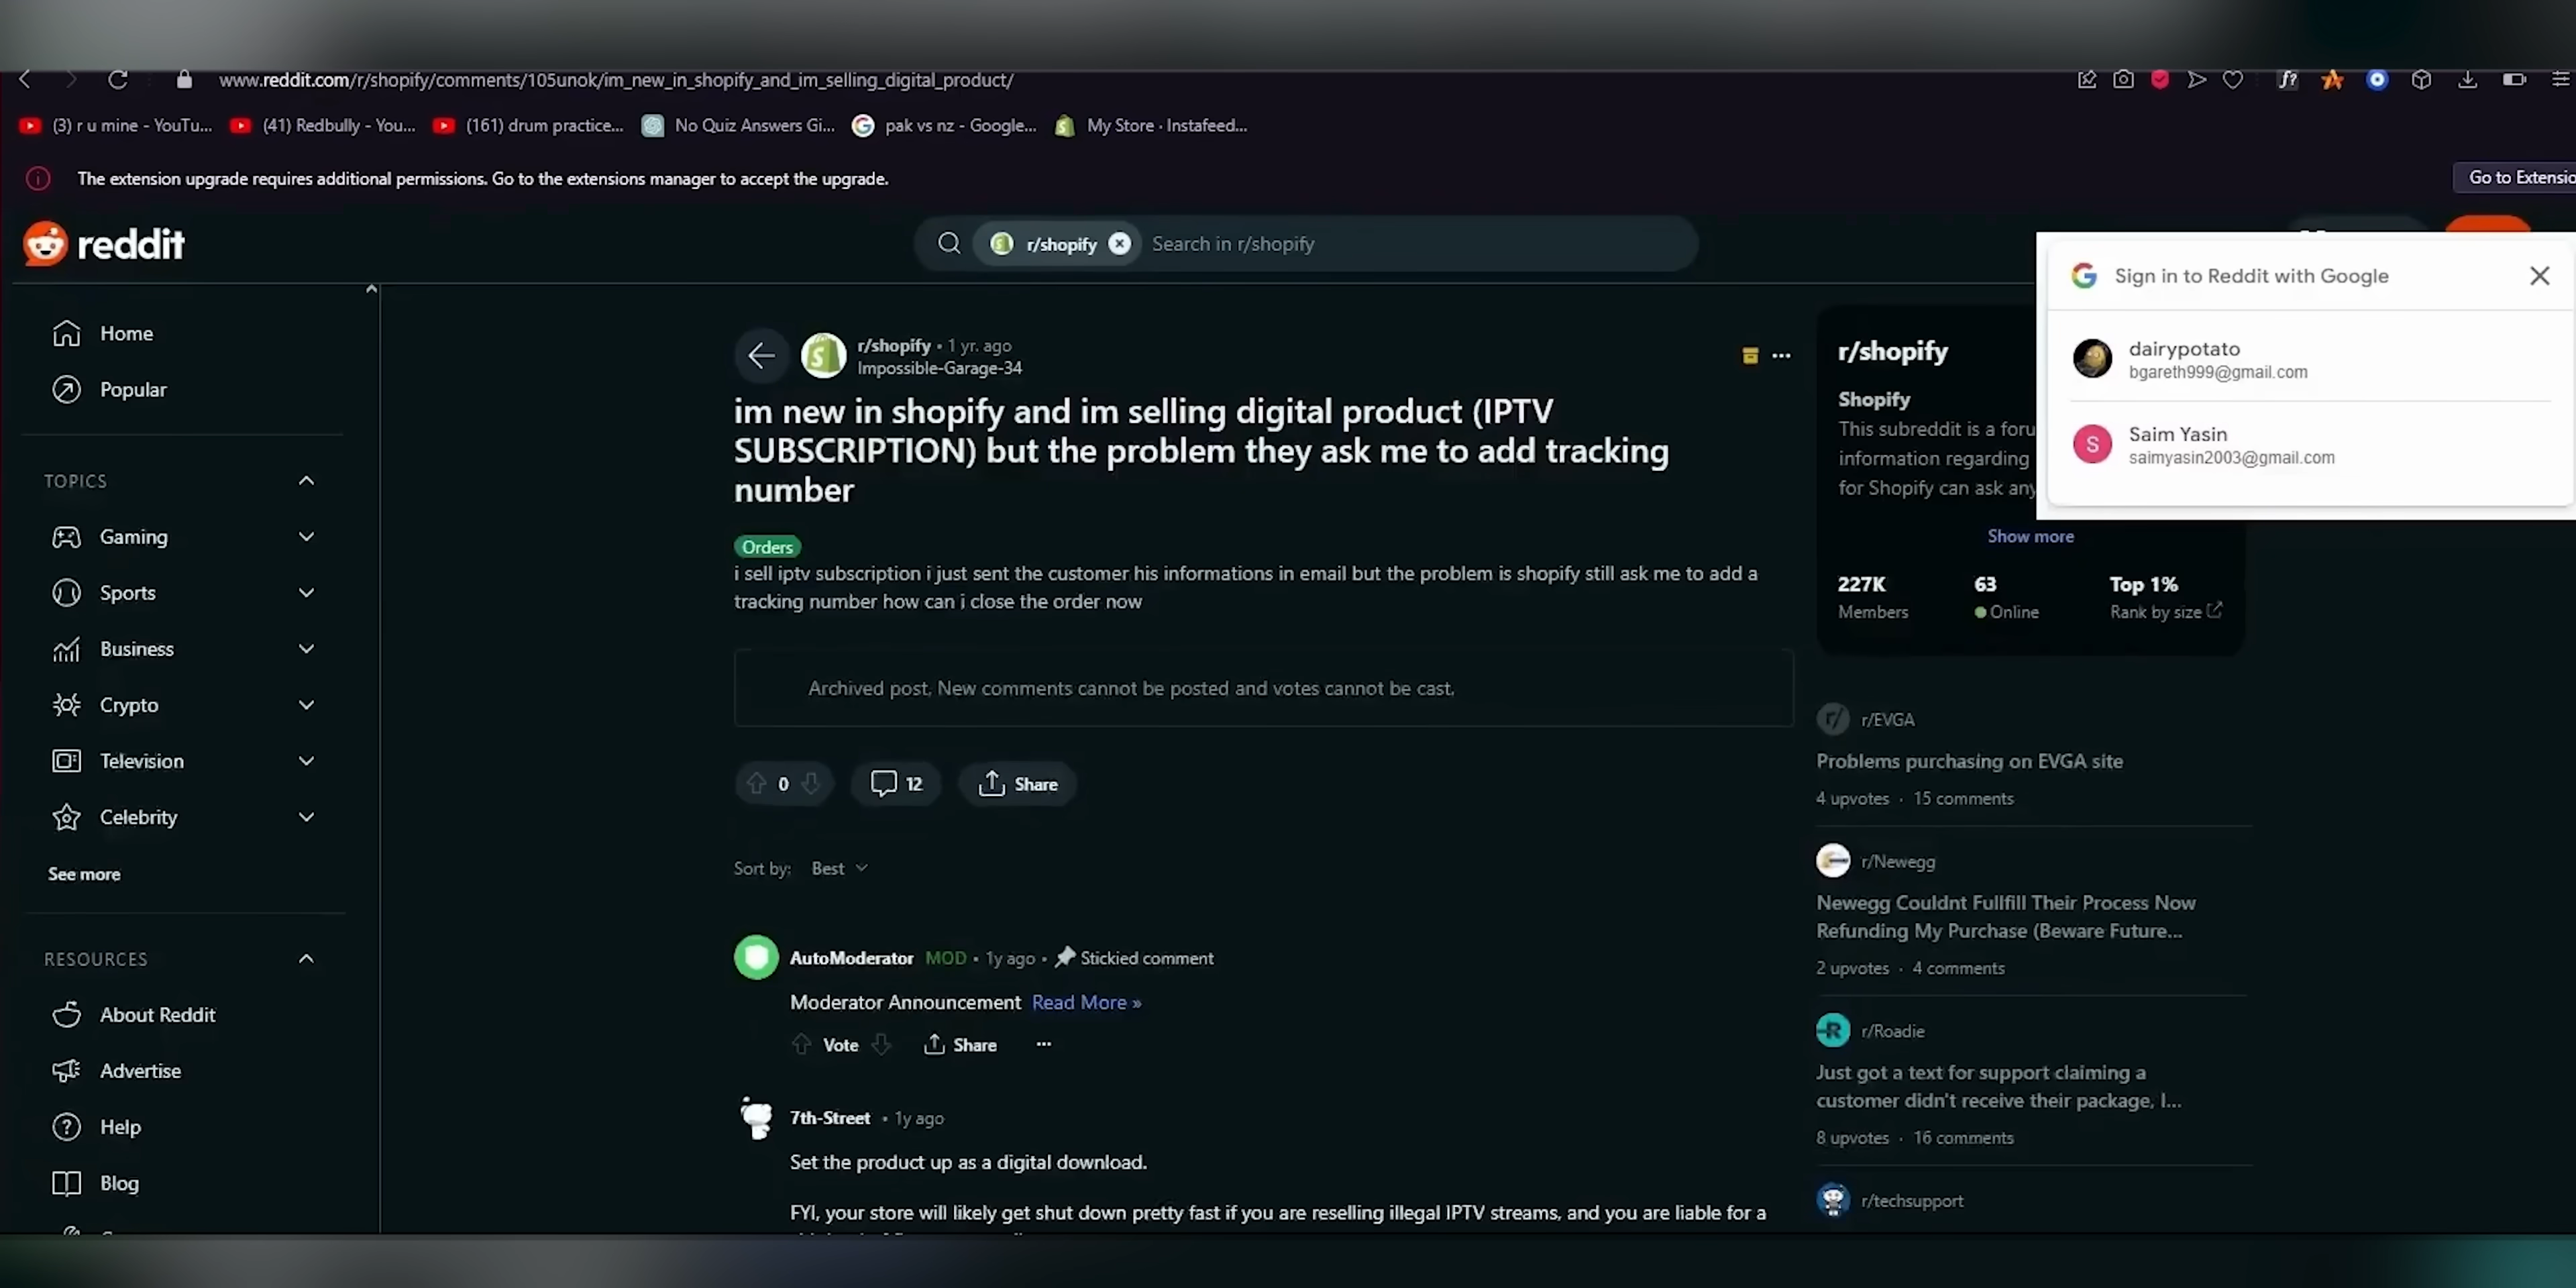 www.reddit.com/r/shopify/comments/105unok/im_new_in_shopify_and_im_selling_digital_product/
(3) r u mine - YouTu...
(41) Redbully - You...
(161) drum practice...
No Quiz Answers Gi...
pak vs nz - Google...
My Store · Instafeed...
The extension upgrade requires additional permissions. Go to the extensions manager to accept the upgrade.
Go to Extensio
reddit
r/shopify
Search in r/shopify
Home
Popular
TOPICS
Gaming
Sports
Business
Crypto
Television
Celebrity
See more
RESOURCES
About Reddit
Advertise
Help
Blog
r/shopify • 1 yr. ago
Impossible-Garage-34
im new in shopify and im selling digital product (IPTV
SUBSCRIPTION) but the problem they ask me to add tracking
number
Orders
i sell iptv subscription i just sent the customer his informations in email but the problem is shopify still ask me to add a
tracking number how can i close the order now
Archived post. New comments cannot be posted and votes cannot be cast.
0
12
Share
Sort by:
Best
AutoModerator MOD • 1y ago • Stickied comment
Moderator Announcement Read More »
Vote
Share
7th-Street • 1y ago
Set the product up as a digital download.
FYI, your store will likely get shut down pretty fast if you are reselling illegal IPTV streams, and you are liable for a
r/shopify
Shopify
This subreddit is a foru
information regarding
for Shopify can ask any
Show more
227K
Members
63
Online
Top 1%
Rank by size
Sign in to Reddit with Google
dairypotato
bgareth999@gmail.com
S
Saim Yasin
saimyasin2003@gmail.com
r/EVGA
Problems purchasing on EVGA site
4 upvotes · 15 comments
r/Newegg
Newegg Couldnt Fullfill Their Process Now
Refunding My Purchase (Beware Future...
2 upvotes · 4 comments
r/Roadie
Just got a text for support claiming a
customer didn't receive their package, I...
8 upvotes · 16 comments
r/techsupport